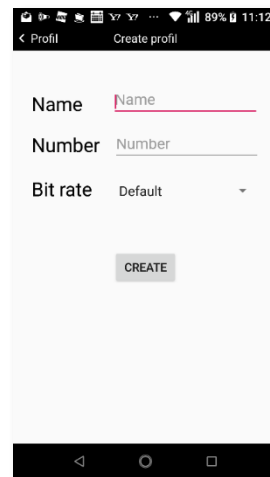 89% 11:12
Profil Create profil
Name Name
Number Number
Bit rate Default
CREATE